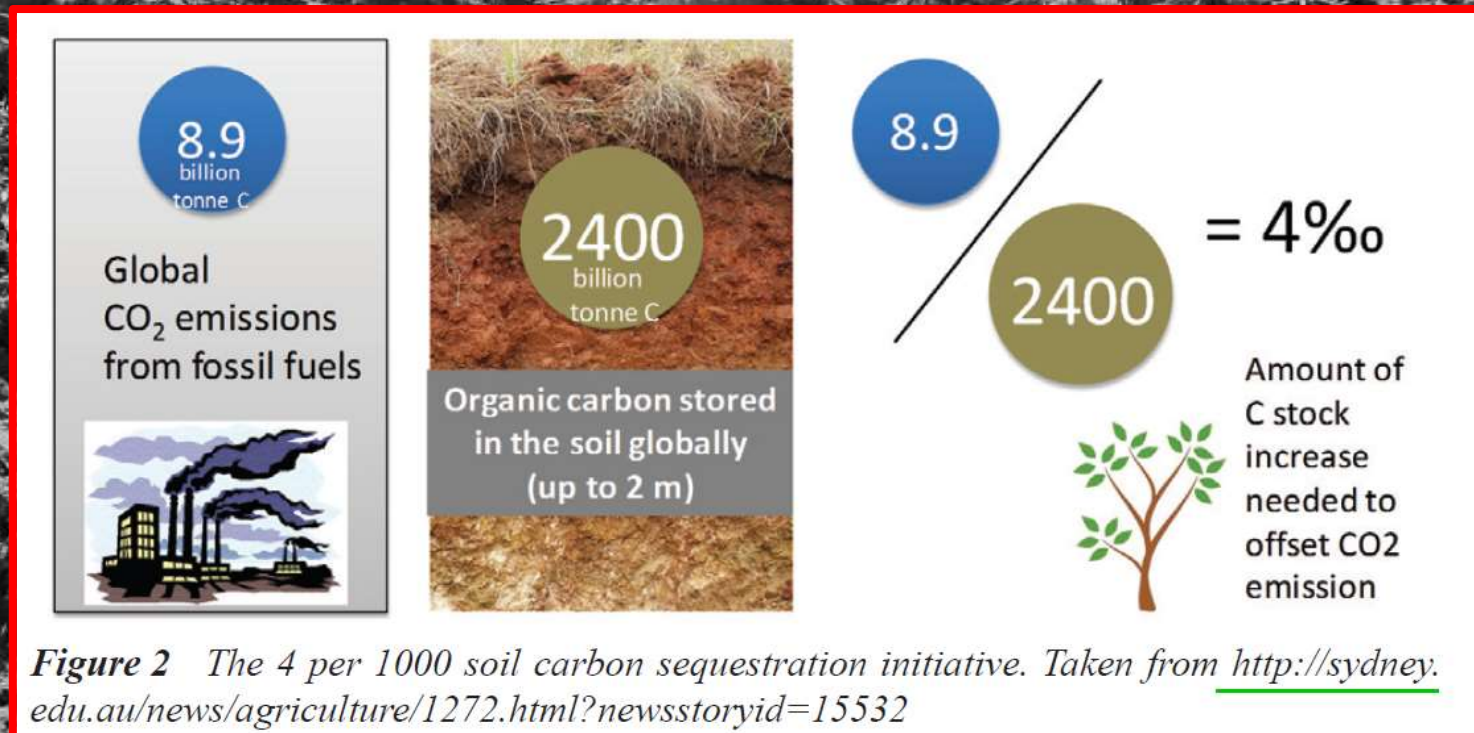 8.9
billion
tonne C
Global
CO₂ emissions
from fossil fuels
2400
billion
tonne C
Organic carbon stored
in the soil globally
(up to 2 m)
8.9
2400
= 4‰
Amount of
C stock
increase
needed to
offset CO2
emission
Figure 2 The 4 per 1000 soil carbon sequestration initiative. Taken from http://sydney.
edu.au/news/agriculture/1272.html?newsstoryid=15532